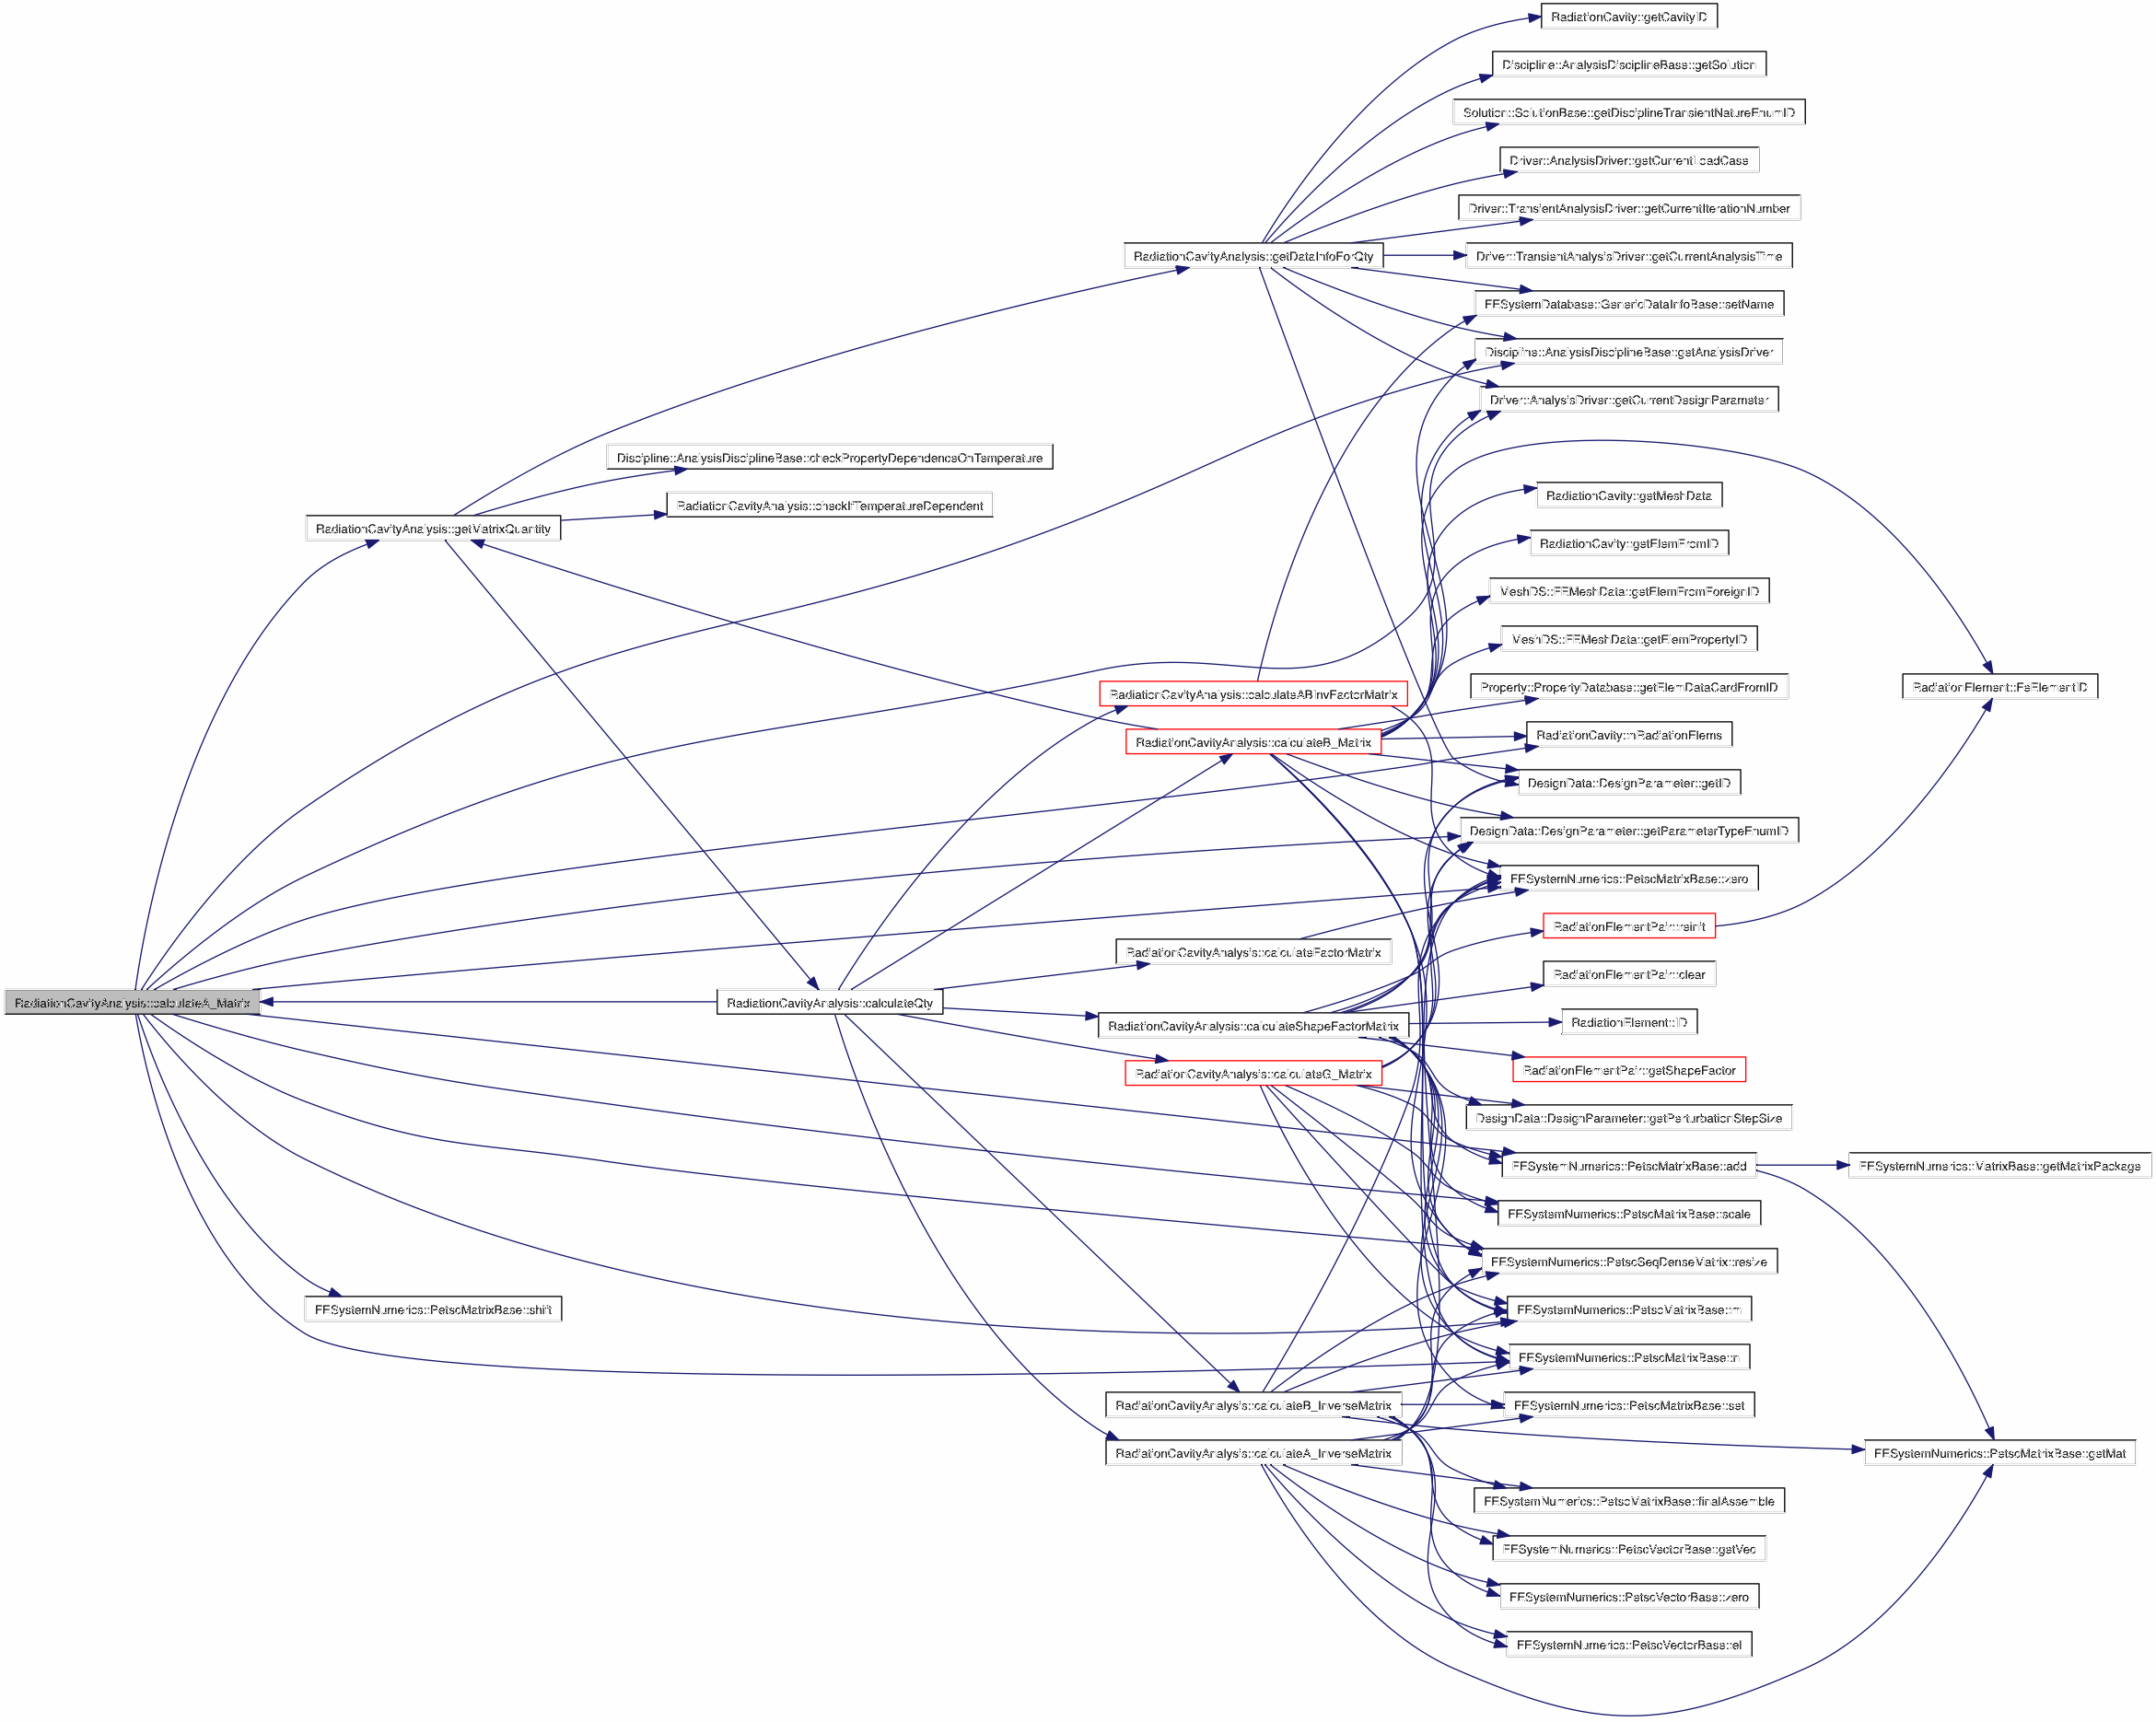 RadiationCavity::getCavityID
Discipline::AnalysisDisciplineBase::getSolution
Solution::SolutionBase::getDisciplineTransientNatureEnumID
Driver::AnalysisDriver::getCurrentLoadCase
Driver::TransientAnalysisDriver::getCurrentIterationNumber
RadiationCavityAnalysis::getDataInfoForQty
Driver::TransientAnalysisDriver::getCurrentAnalysisTime
FESystemDatabase::GenericDataInfoBase::setName
Discipline::AnalysisDisciplineBase::getAnalysisDriver
Driver::AnalysisDriver::getCurrentDesignParameter
Discipline::AnalysisDisciplineBase::checkPropertyDependenceOnTemperature
RadiationCavity::getMeshData
RadiationCavityAnalysis::checkIfTemperatureDependent
RadiationCavityAnalysis::getMatrixQuantity
RadiationCavity::getElemFromID
MeshDS::FEMeshData::getElemFromForeignID
MeshDS::FEMeshData::getElemPropertyID
RadiationCavityAnalysis::calculateABInvFactorMatrix
Property::PropertyDatabase::getElemDataCardFromID
RadiationElement::FeElementID
RadiationCavityAnalysis::calculateB_Matrix
RadiationCavity::nRadiationElems
DesignData::DesignParameter::getID
DesignData::DesignParameter::getParameterTypeEnumID
FESystemNumerics::PetscMatrixBase::zero
RadiationElementPair::reinit
RadiationCavityAnalysis::calculateFactorMatrix
RadiationElementPair::clear
RadiationCavityAnalysis::calculateA_Matrix
RadiationCavityAnalysis::calculateQty
RadiationCavityAnalysis::calculateShapeFactorMatrix
RadiationElement::ID
RadiationCavityAnalysis::calculateG_Matrix
RadiationElementPair::getShapeFactor
DesignData::DesignParameter::getPerturbationStepSize
FESystemNumerics::PetscMatrixBase::add
FESystemNumerics::MatrixBase::getMatrixPackage
FESystemNumerics::PetscMatrixBase::scale
FESystemNumerics::PetscSeqDenseMatrix::resize
FESystemNumerics::PetscMatrixBase::shift
FESystemNumerics::PetscMatrixBase::m
FESystemNumerics::PetscMatrixBase::n
RadiationCavityAnalysis::calculateB_InverseMatrix
FESystemNumerics::PetscMatrixBase::set
RadiationCavityAnalysis::calculateA_InverseMatrix
FESystemNumerics::PetscMatrixBase::getMat
FESystemNumerics::PetscMatrixBase::finalAssemble
FESystemNumerics::PetscVectorBase::getVec
FESystemNumerics::PetscVectorBase::zero
FESystemNumerics::PetscVectorBase::el